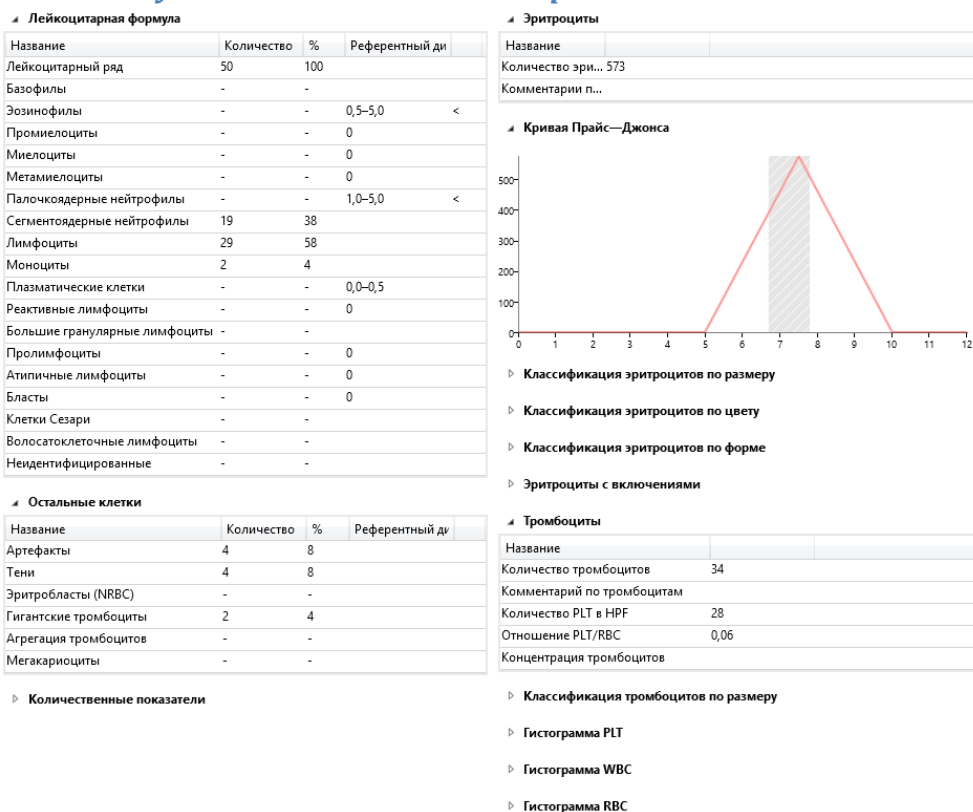 Лейкоцитарная формула
Название Количество % Референтный ди
Лейкоцитарный ряд 50 100
Базофилы - -
Эозинофилы - - 0,5–5,0 <
Промиелоциты - - 0
Миелоциты - - 0
Метамиелоциты - - 0
Палочкоядерные нейтрофилы - - 1,0–5,0 <
Сегментоядерные нейтрофилы 19 38
Лимфоциты 29 58
Моноциты 2 4
Плазматические клетки - - 0,0–0,5
Реактивные лимфоциты - - 0
Большие гранулярные лимфоциты - -
Пролимфоциты - - 0
Атипичные лимфоциты - - 0
Бласты - - 0
Клетки Сезари - -
Волосатоклеточные лимфоциты - -
Неидентифицированные - -
Остальные клетки
Название Количество % Референтный ди
Артефакты 4 8
Тени 4 8
Эритробласты (NRBC) - -
Гигантские тромбоциты 2 4
Агрегация тромбоцитов - -
Мегакариоциты - -
Количественные показатели
Эритроциты
Название
Количество эри... 573
Комментарии п...
Кривая Прайс—Джонса
500
400
300
200
100
0
0 1 2 3 4 5 6 7 8 9 10 11 12
Классификация эритроцитов по размеру
Классификация эритроцитов по цвету
Классификация эритроцитов по форме
Эритроциты с включениями
Тромбоциты
Название
Количество тромбоцитов 34
Комментарий по тромбоцитам
Количество PLT в HPF 28
Отношение PLT/RBC 0,06
Концентрация тромбоцитов
Классификация тромбоцитов по размеру
Гистограмма PLT
Гистограмма WBC
Гистограмма RBC